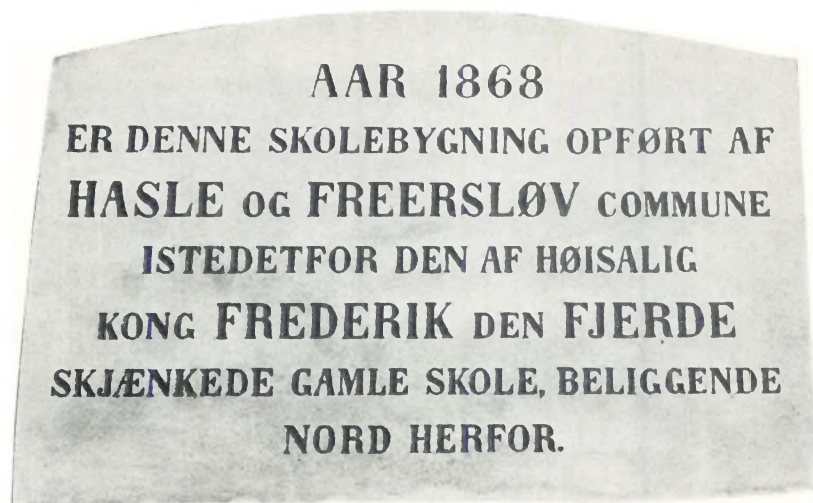 AAR 1868
ER DENNE SKOLEBYGNING OPFØRT AF
HASLE OG FREERSLØV COMMUNE
ISTEDETFOR DEN AF HØISALIG
KONG FREDERIK DEN FJERDE
SKJÆNKEDE GAMLE SKOLE, BELIGGENDE
NORD HERFOR.